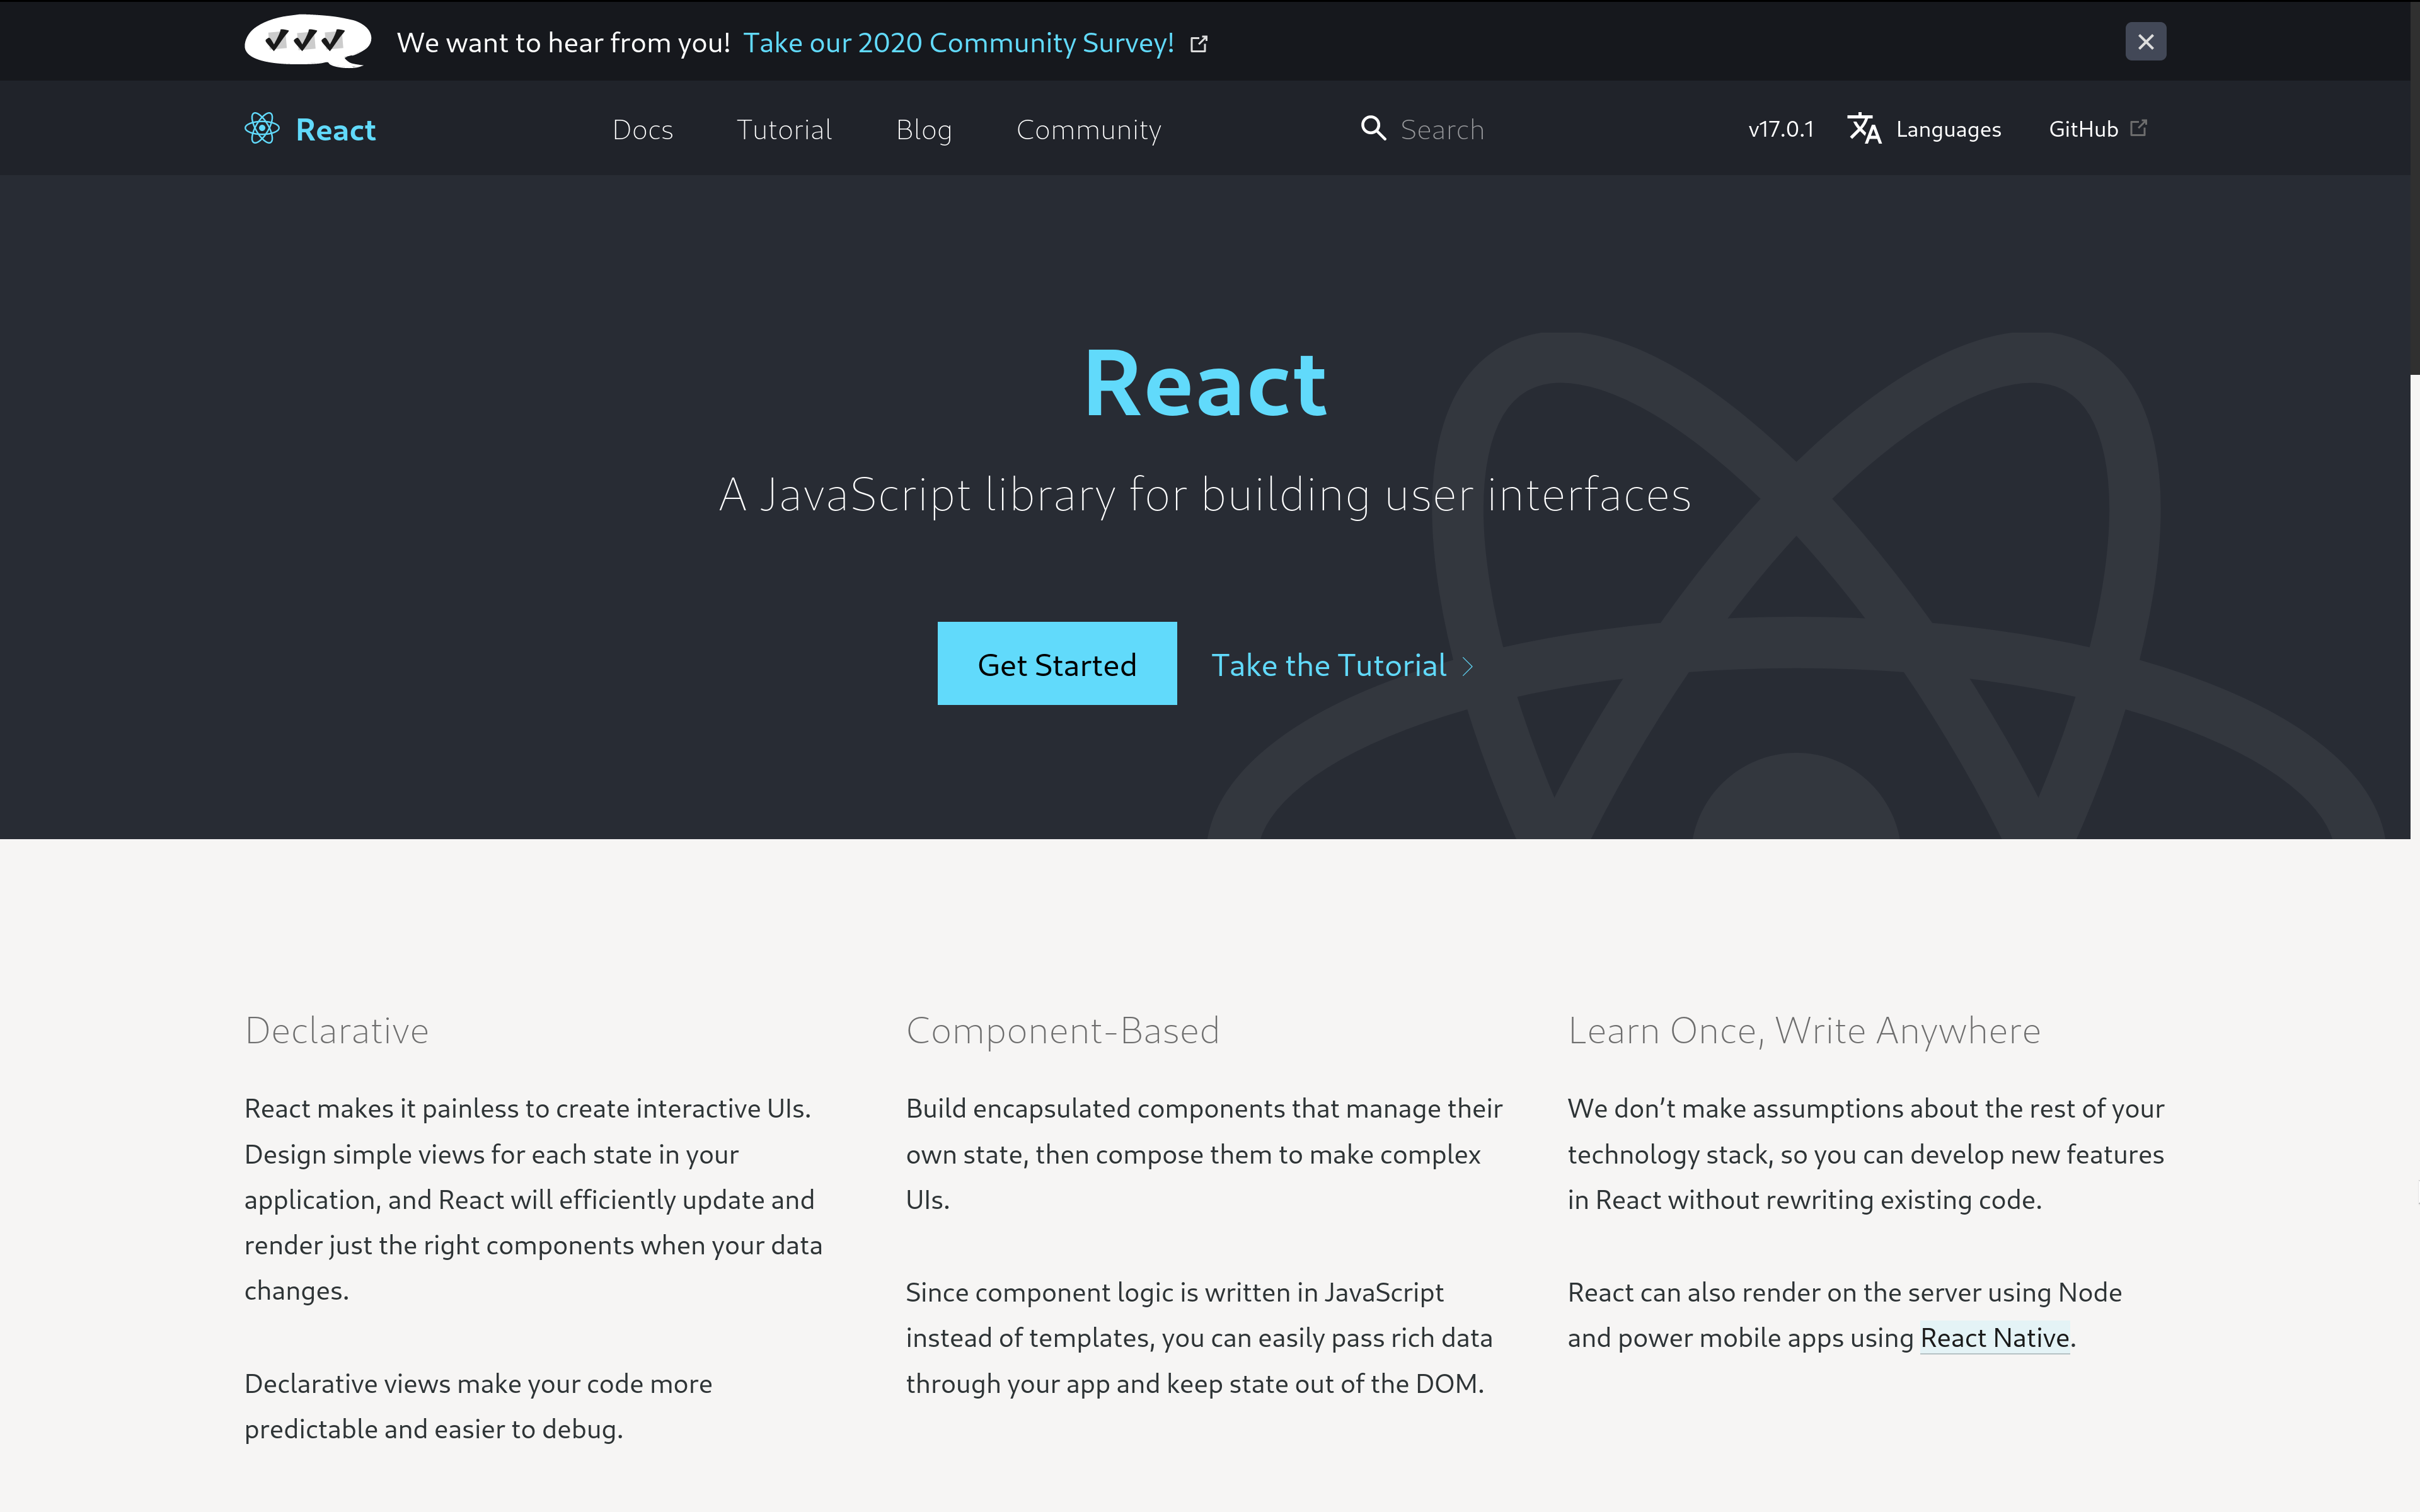 We want to hear from you! Take our 2020 Community Survey!
React Docs Tutorial Blog Community Search v17.0.1 Languages GitHub
React
A JavaScript library for building user interfaces
Get Started Take the Tutorial
Declarative
React makes it painless to create interactive UIs.
Design simple views for each state in your
application, and React will efficiently update and
render just the right components when your data
changes.
Declarative views make your code more
predictable and easier to debug.
Component-Based
Build encapsulated components that manage their
own state, then compose them to make complex
UIs.
Since component logic is written in JavaScript
instead of templates, you can easily pass rich data
through your app and keep state out of the DOM.
Learn Once, Write Anywhere
We don’t make assumptions about the rest of your
technology stack, so you can develop new features
in React without rewriting existing code.
React can also render on the server using Node
and power mobile apps using React Native.